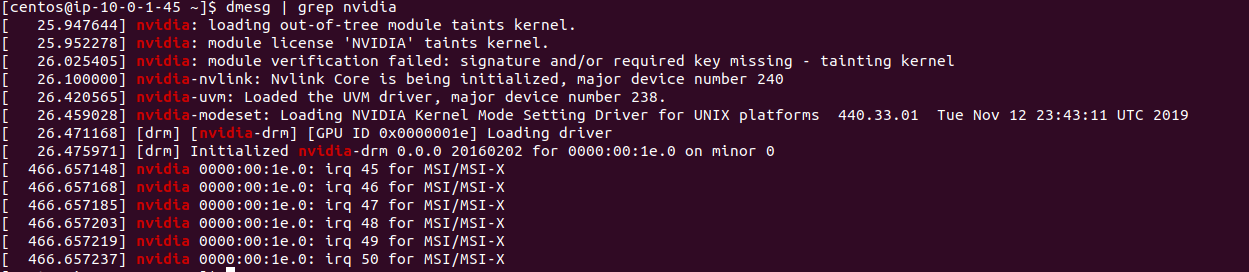 [centos@ip-10-0-1-45 ~]$ dmesg | grep nvidia
[   25.947644] nvidia: loading out-of-tree module taints kernel.
[   25.952278] nvidia: module license 'NVIDIA' taints kernel.
[   26.025405] nvidia: module verification failed: signature and/or required key missing - tainting kernel
[   26.100000] nvidia-nvlink: Nvlink Core is being initialized, major device number 240
[   26.420565] nvidia-uvm: Loaded the UVM driver, major device number 238.
[   26.459028] nvidia-modeset: Loading NVIDIA Kernel Mode Setting Driver for UNIX platforms  440.33.01  Tue Nov 12 23:43:11 UTC 2019
[   26.471168] [drm] [nvidia-drm] [GPU ID 0x0000001e] Loading driver
[   26.475971] [drm] Initialized nvidia-drm 0.0.0 20160202 for 0000:00:1e.0 on minor 0
[  466.657148] nvidia 0000:00:1e.0: irq 45 for MSI/MSI-X
[  466.657168] nvidia 0000:00:1e.0: irq 46 for MSI/MSI-X
[  466.657185] nvidia 0000:00:1e.0: irq 47 for MSI/MSI-X
[  466.657203] nvidia 0000:00:1e.0: irq 48 for MSI/MSI-X
[  466.657219] nvidia 0000:00:1e.0: irq 49 for MSI/MSI-X
[  466.657237] nvidia 0000:00:1e.0: irq 50 for MSI/MSI-X